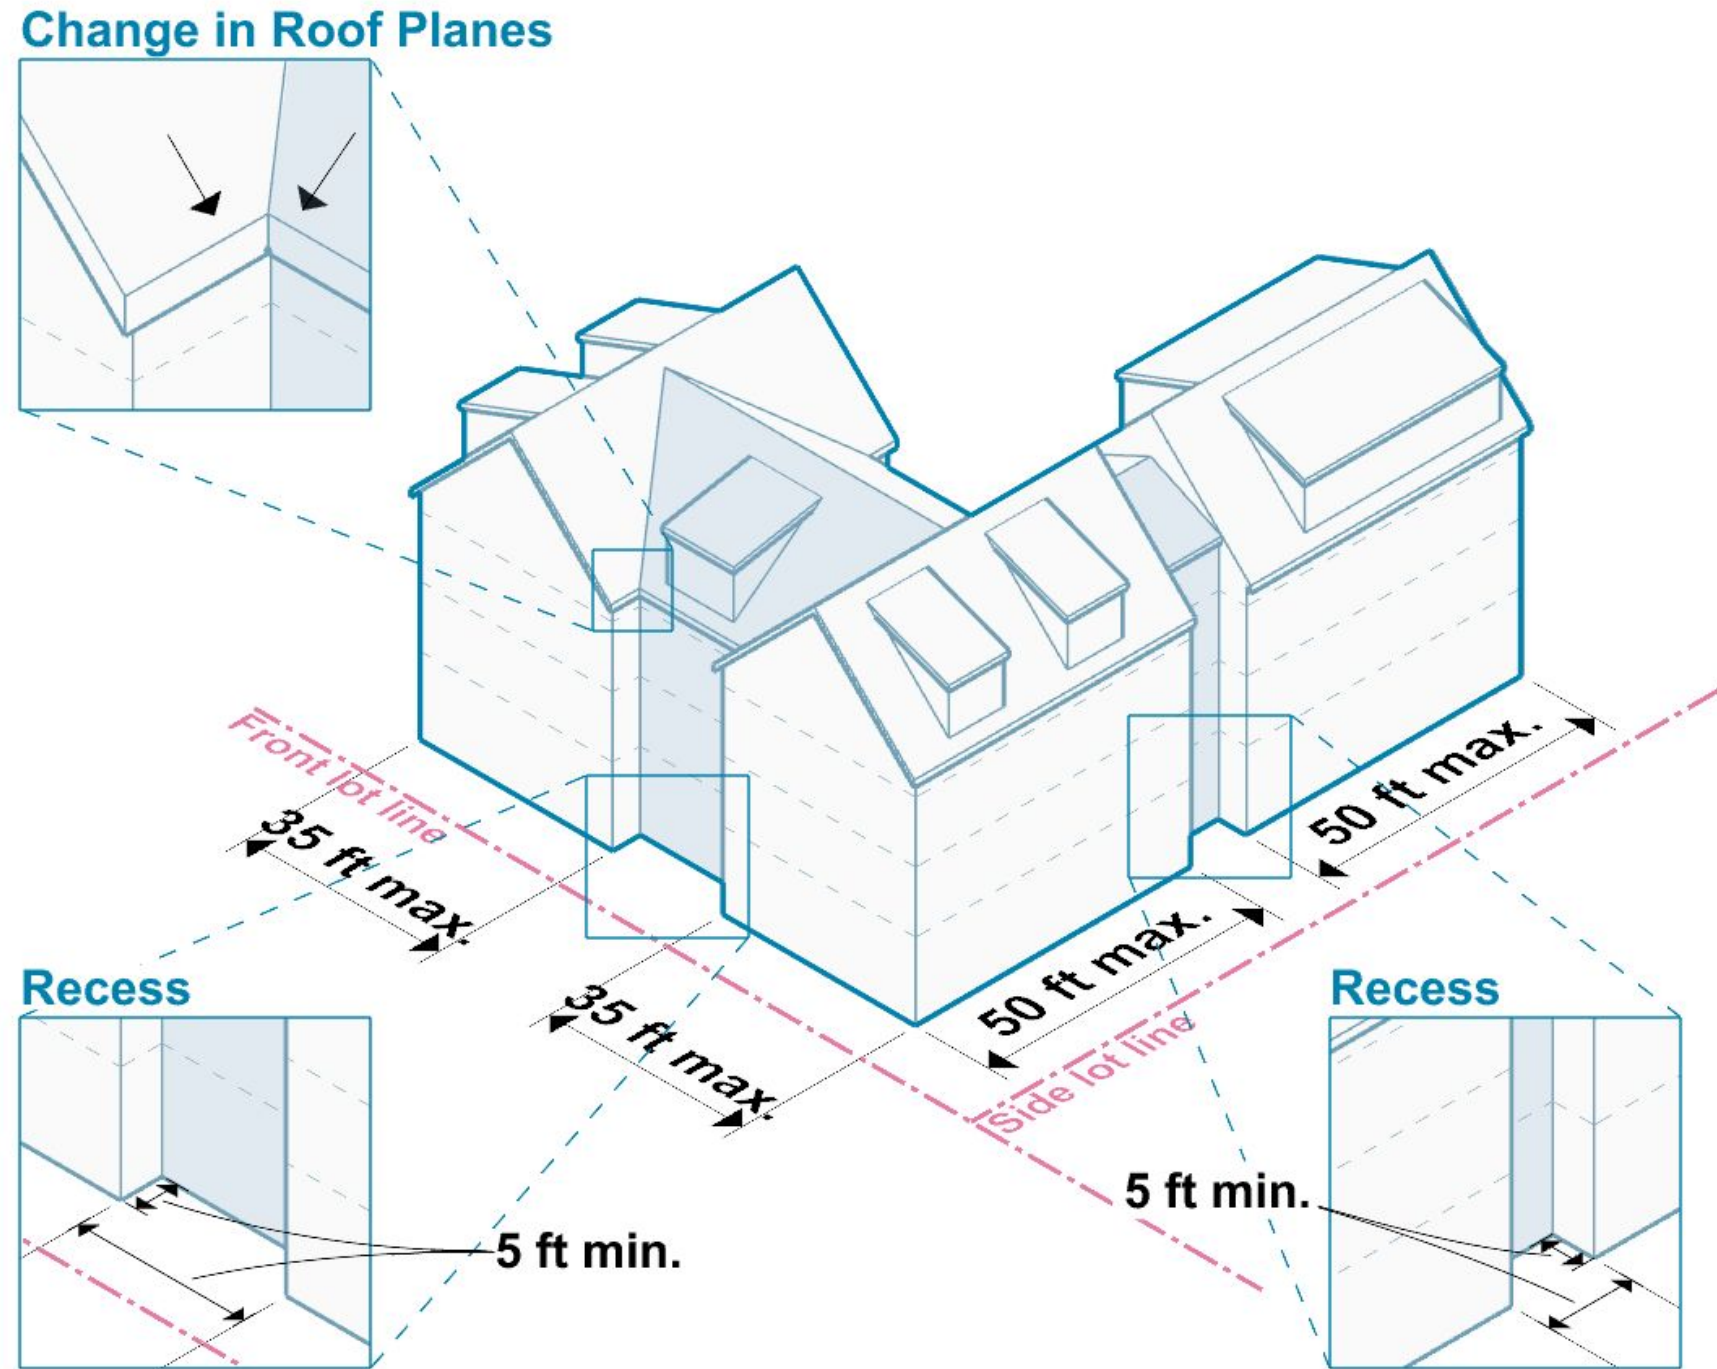 Change in Roof Planes
Front lot line
35 ft max.
35 ft max.
50 ft max.
50 ft max.
Side lot line
Recess
5 ft min.
Recess
5 ft min.